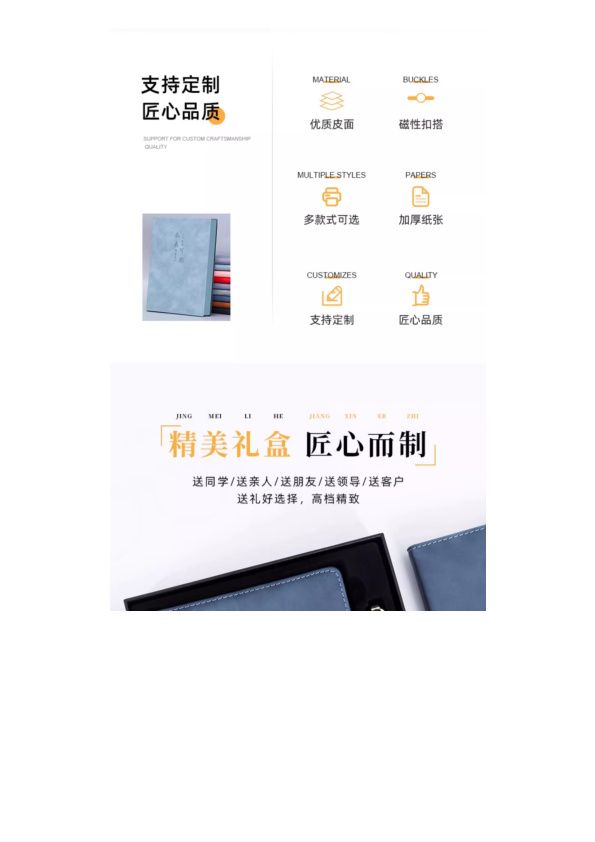 支持定制
匠心品质
SUPPORT FOR CUSTOM CRAFTSMANSHIP
QUALITY
MATERIAL
优质皮面
BUCKLES
磁性扣搭
MULTIPLE STYLES
多款式可选
PAPERS
加厚纸张
CUSTOMIZES
支持定制
QUALITY
匠心品质
JING MEI LI HE JIANG XIN ER ZHI
精美礼盒 匠心而制
送同学/送亲人/送朋友/送领导/送客户
送礼好选择，高档精致